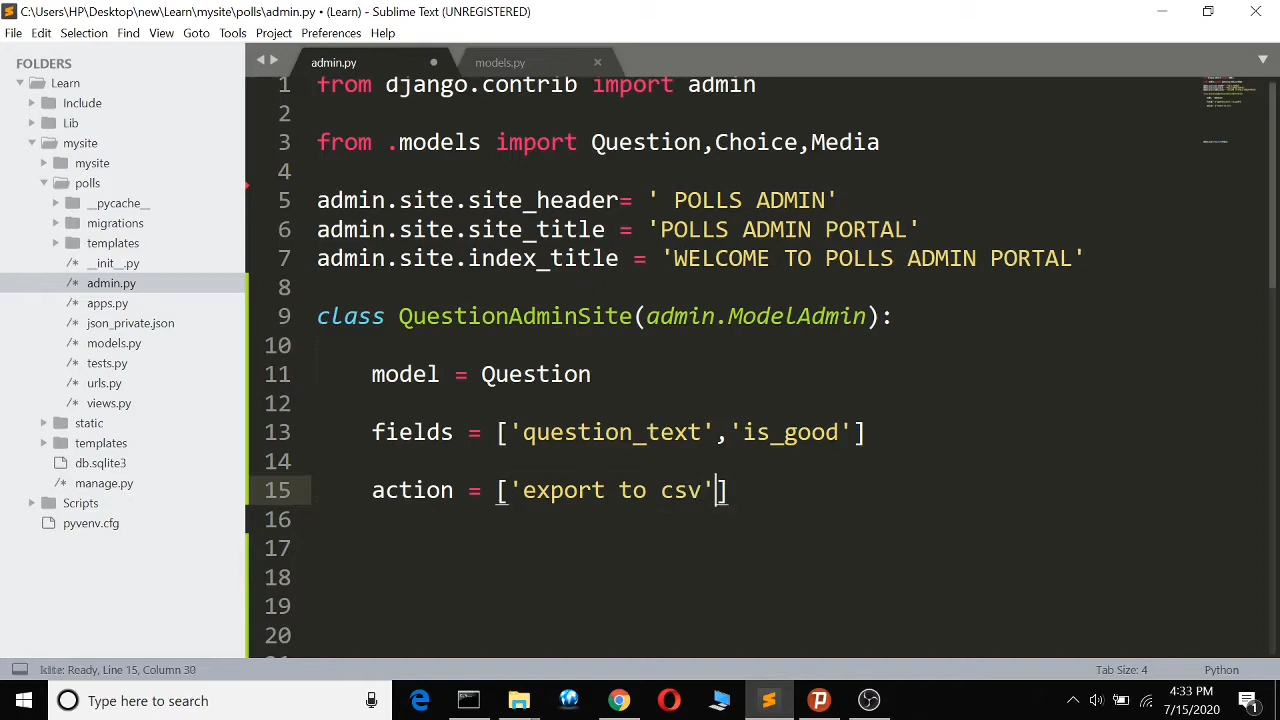 C:\Users\HP\Desktop\new\Learn\mysite\polls\admin.py • (Learn) - Sublime Text (UNREGISTERED)
File Edit Selection Find View Goto Tools Project Preferences Help
FOLDERS
Learn
Include
Lib
mysite
mysite
polls
__pycache__
migrations
templates
/* __init__.py
/* admin.py
/* apps.py
/* json_private.json
/* models.py
/* tests.py
/* urls.py
/* views.py
static
templates
db.sqlite3
/* manage.py
Scripts
/* pyvenv.cfg
admin.py models.py
1 from django.contrib import admin
2
3 from .models import Question,Choice,Media
4
5 admin.site.site_header= ' POLLS ADMIN'
6 admin.site.site_title = 'POLLS ADMIN PORTAL'
7 admin.site.index_title = 'WELCOME TO POLLS ADMIN PORTAL'
8
9 class QuestionAdminSite(admin.ModelAdmin):
10
11 model = Question
12
13 fields = ['question_text','is_good']
14
15 action = ['export to csv']
16
17
18
19
20
kite: Ready, Line 15, Column 30 Tab Size: 4 Python
Type here to search
4:33 PM
7/15/2020
1